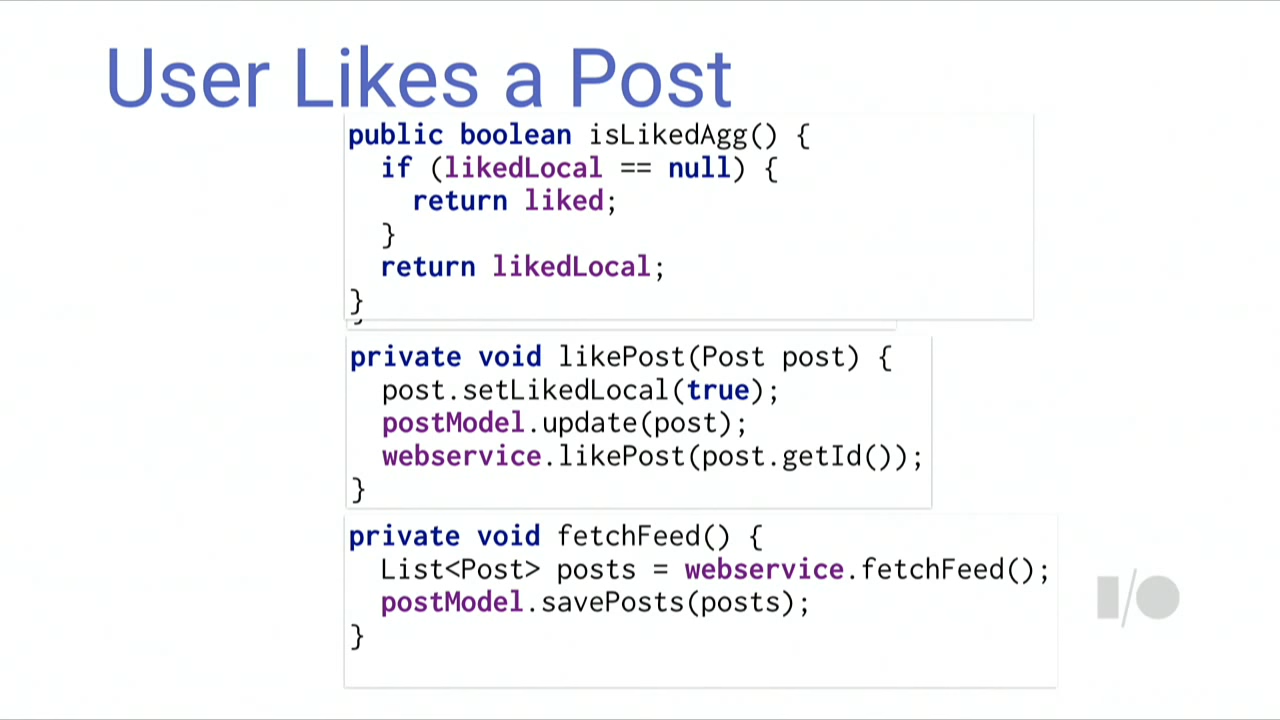 User Likes a Post
public boolean isLikedAgg() {
  if (likedLocal == null) {
    return liked;
  }
  return likedLocal;
}
}
private void likePost(Post post) {
  post.setLikedLocal(true);
  postModel.update(post);
  webservice.likePost(post.getId());
}
private void fetchFeed() {
  List<Post> posts = webservice.fetchFeed();
  postModel.savePosts(posts);
}
I/O